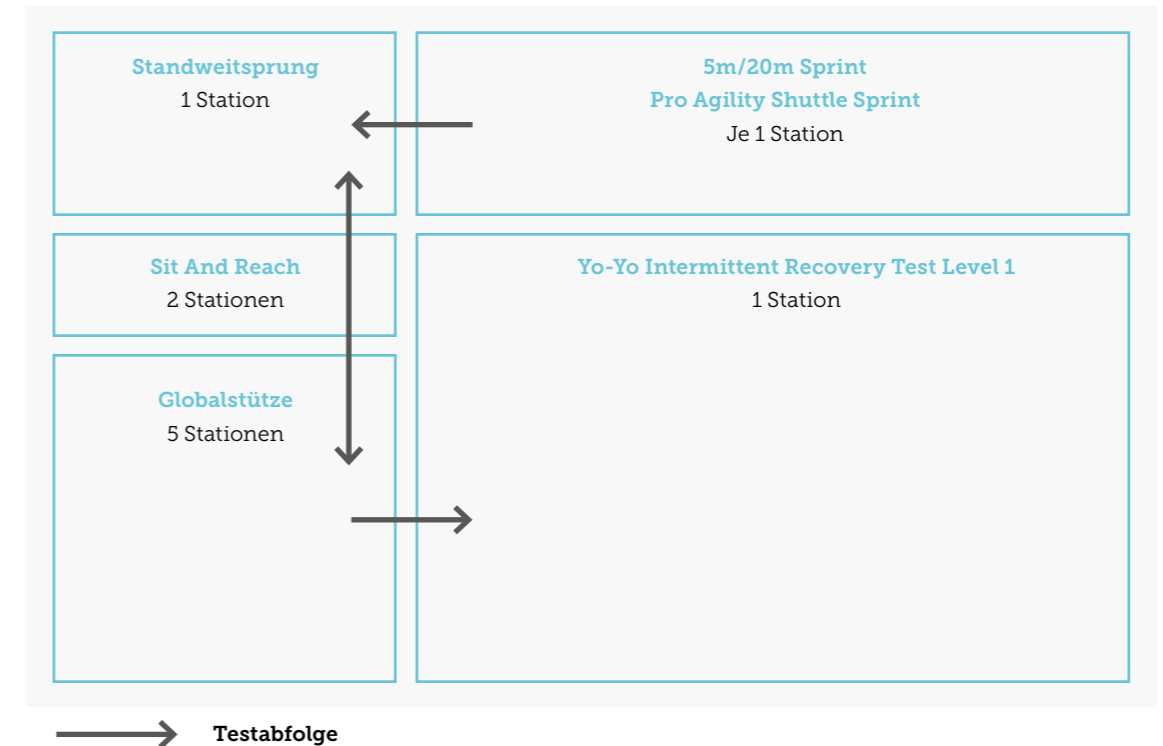 Standweitsprung
1 Station
5m/20m Sprint
Pro Agility Shuttle Sprint
Je 1 Station
Sit And Reach
2 Stationen
Yo-Yo Intermittent Recovery Test Level 1
1 Station
Globalstütze
5 Stationen
Testabfolge